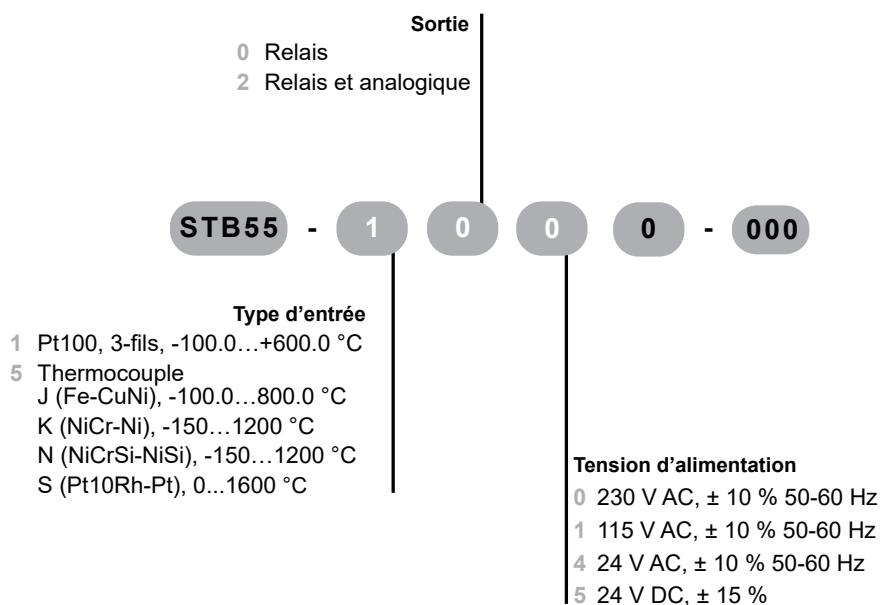 Sortie
0 Relais
2 Relais et analogique
STB55 - 1 0 0 0 - 000
Type d’entrée
1 Pt100, 3-fils, -100.0…+600.0 °C
5 Thermocouple
J (Fe-CuNi), -100.0…800.0 °C
K (NiCr-Ni), -150…1200 °C
N (NiCrSi-NiSi), -150…1200 °C
S (Pt10Rh-Pt), 0...1600 °C
Tension d’alimentation
0 230 V AC, ± 10 % 50-60 Hz
1 115 V AC, ± 10 % 50-60 Hz
4 24 V AC, ± 10 % 50-60 Hz
5 24 V DC, ± 15 %